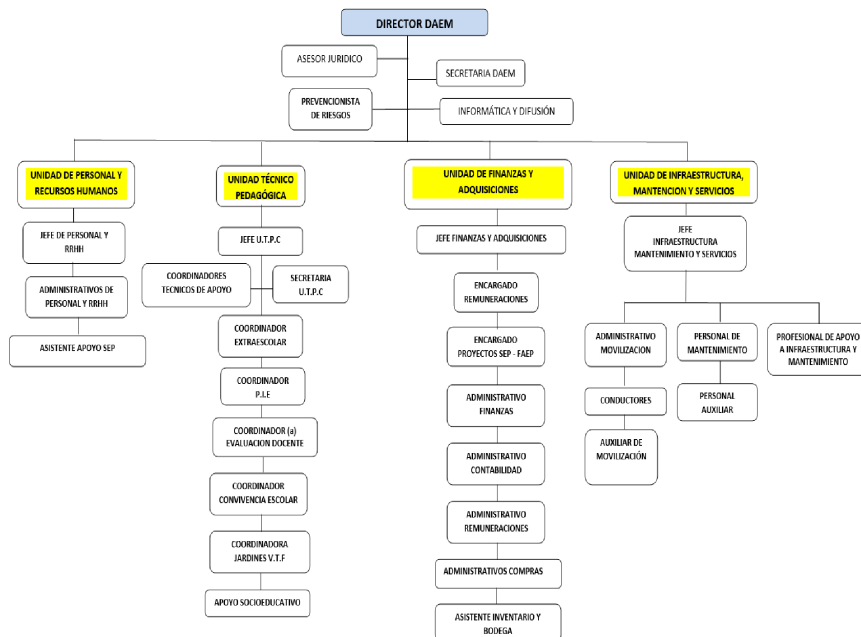 DIRECTOR DAEM
ASESOR JURIDICO
SECRETARIA DAEM
PREVENCIONISTA
DE RIESGOS
INFORMÁTICA Y DIFUSIÓN
UNIDAD DE PERSONAL Y
RECURSOS HUMANOS
JEFE DE PERSONAL Y
RRHH
ADMINISTRATIVOS DE
PERSONAL Y RRHH
ASISTENTE APOYO SEP
UNIDAD TÉCNICO
PEDAGÓGICA
JEFE U.T.P.C
COORDINADORES
TECNICOS DE APOYO
SECRETARIA
U.T.P.C
COORDINADOR
EXTRAESCOLAR
COORDINADOR
P.I.E
COORDINADOR (a)
EVALUACION DOCENTE
COORDINADOR
CONVIVENCIA ESCOLAR
COORDINADORA
JARDINES V.T.F
APOYO SOCIOEDUCATIVO
UNIDAD DE FINANZAS Y
ADQUISICIONES
JEFE FINANZAS Y ADQUISICIONES
ENCARGADO
REMUNERACIONES
ENCARGADO
PROYECTOS SEP - FAEP
ADMINISTRATIVO
FINANZAS
ADMINISTRATIVO
CONTABILIDAD
ADMINISTRATIVO
REMUNERACIONES
ADMINISTRATIVOS COMPRAS
ASISTENTE INVENTARIO Y
BODEGA
UNIDAD DE INFRAESTRUCTURA,
MANTENCION Y SERVICIOS
JEFE
INFRAESTRUCTURA
MANTENIMIENTO Y SERVICIOS
ADMINISTRATIVO
MOVILIZACION
CONDUCTORES
AUXILIAR DE
MOVILIZACIÓN
PERSONAL DE
MANTENIMIENTO
PERSONAL
AUXILIAR
PROFESIONAL DE APOYO
A INFRAESTRUCTURA Y
MANTENIMIENTO